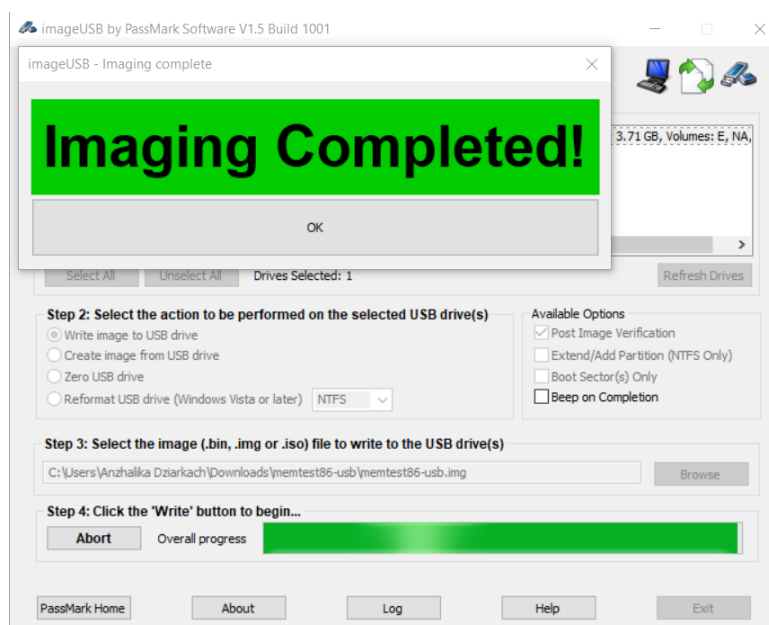 imageUSB by PassMark Software V1.5 Build 1001
imageUSB - Imaging complete
Imaging Completed!
OK
3.71 GB, Volumes: E, NA,
Select All Unselect All Drives Selected: 1 Refresh Drives
Step 2: Select the action to be performed on the selected USB drive(s)
Write image to USB drive
Create image from USB drive
Zero USB drive
Reformat USB drive (Windows Vista or later) NTFS
Available Options
Post Image Verification
Extend/Add Partition (NTFS Only)
Boot Sector(s) Only
Beep on Completion
Step 3: Select the image (.bin, .img or .iso) file to write to the USB drive(s)
C:\Users\Anzhalika Dziarkach\Downloads\memtest86-usb\memtest86-usb.img Browse
Step 4: Click the 'Write' button to begin...
Abort Overall progress
PassMark Home About Log Help Exit